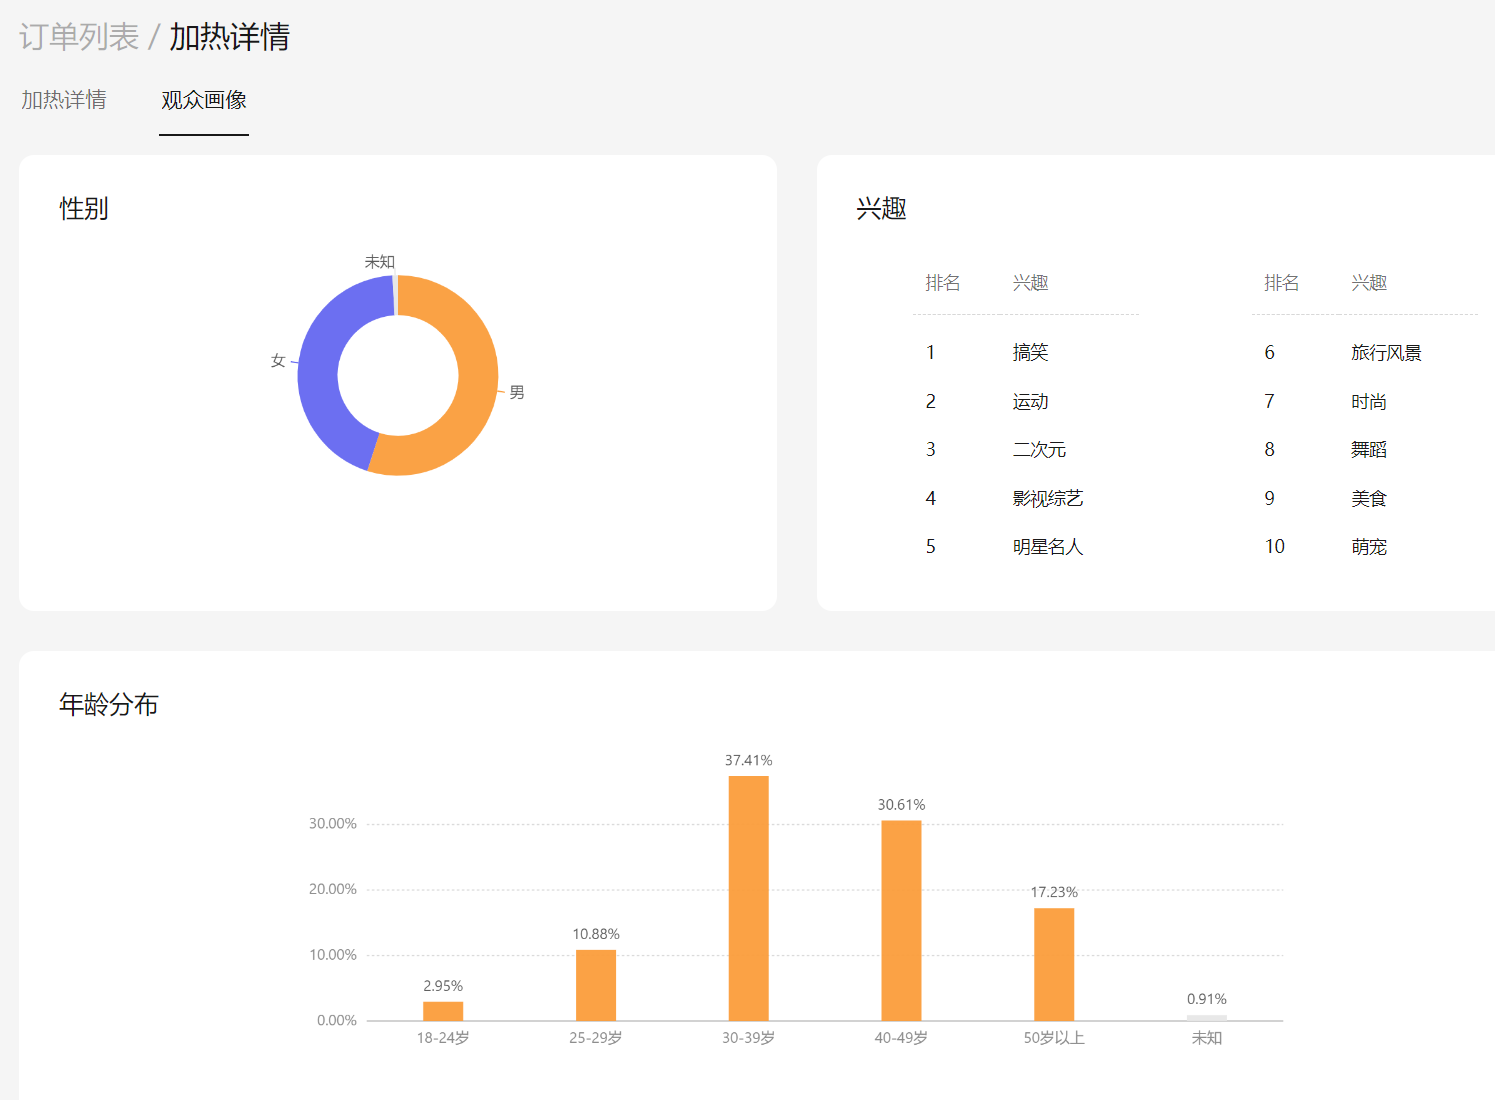 订单列表 / 加热详情
加热详情 观众画像
性别
未知
女
男
兴趣
排名 兴趣
1 搞笑
2 运动
3 二次元
4 影视综艺
5 明星名人
排名 兴趣
6 旅行风景
7 时尚
8 舞蹈
9 美食
10 萌宠
年龄分布
37.41%
30.61%
30.00%
20.00%
17.23%
10.88%
10.00%
2.95%
0.91%
0.00%
18-24岁 25-29岁 30-39岁 40-49岁 50岁以上 未知